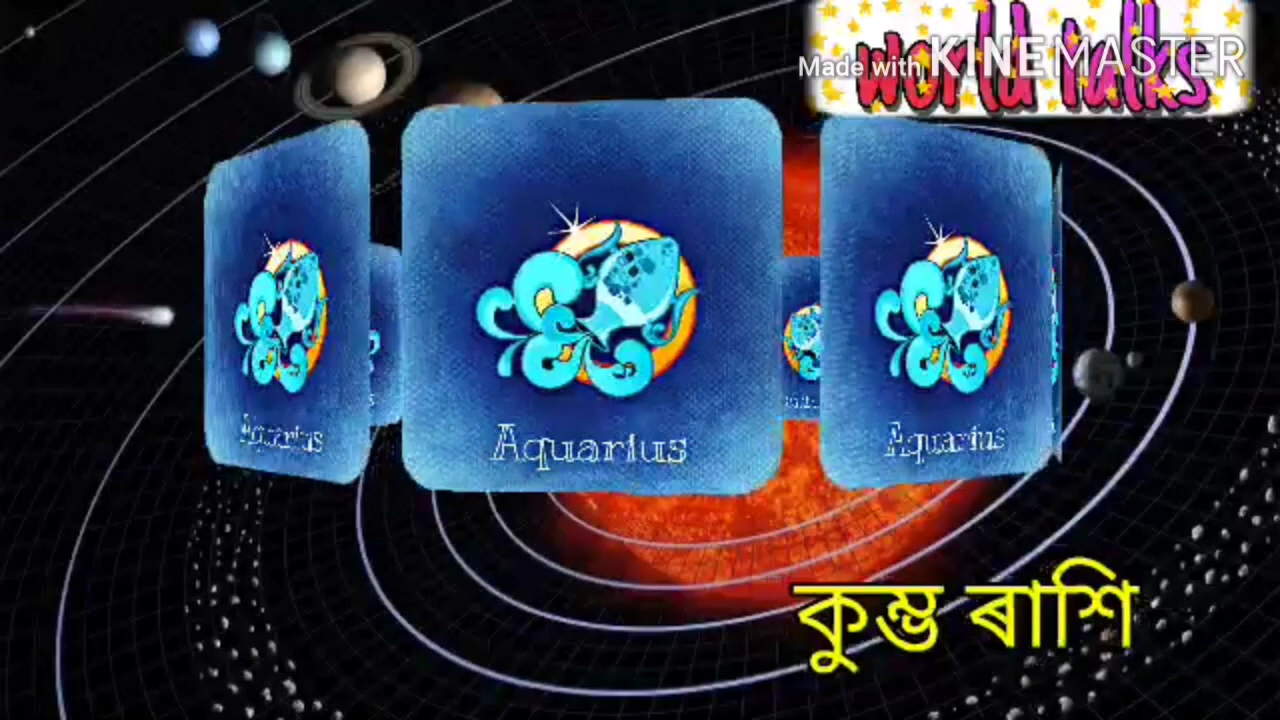 world talks
Made with KINEMASTER
Aquarius
Aquarius
Aquarius
কুম্ভ ৰাশি